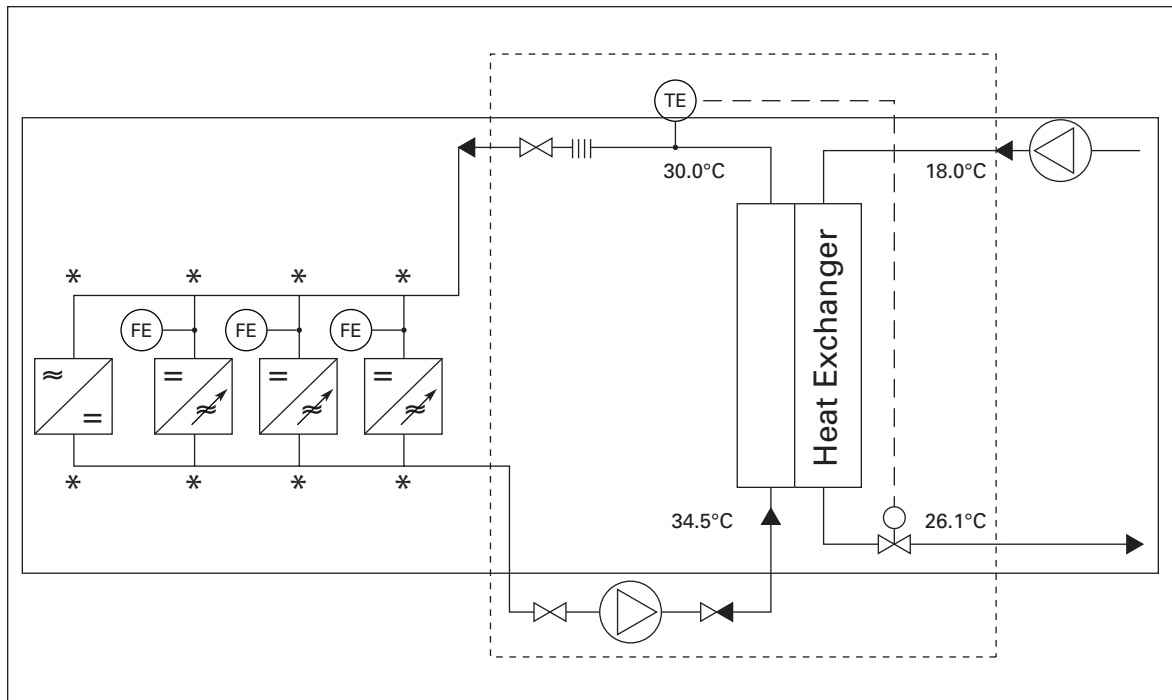 TE
30.0°C
18.0°C
* * * *
FE FE FE
≈ = = = =
≈ ≈ ≈
Heat Exchanger
* * * *
34.5°C
26.1°C